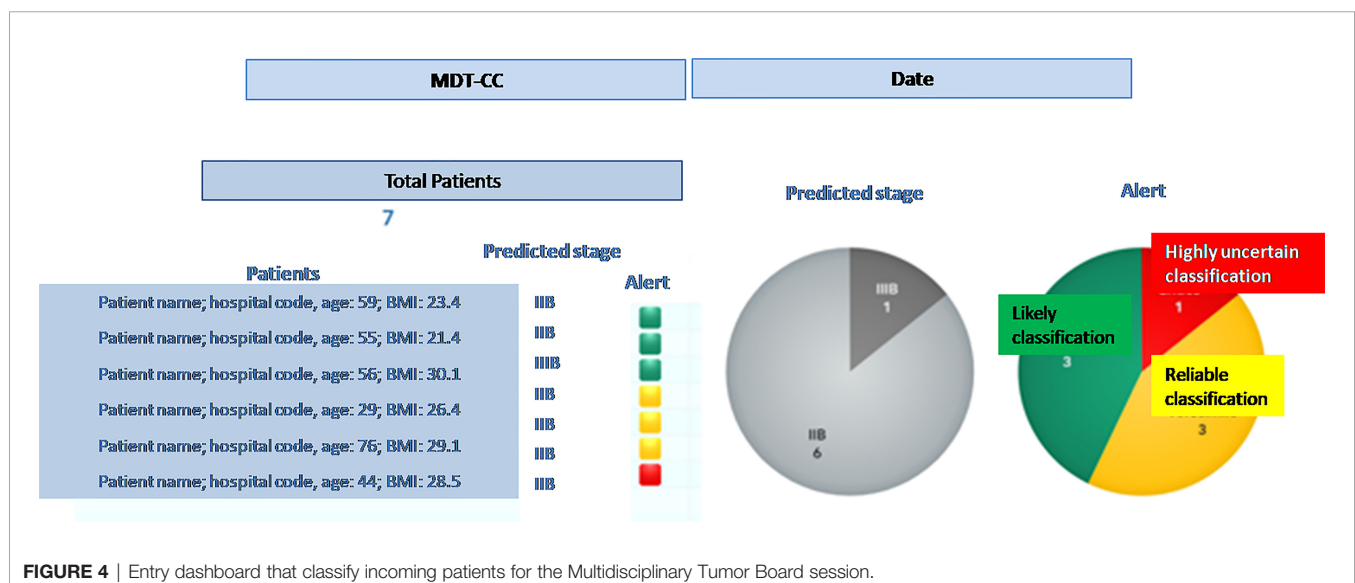 MDT-CC
Date
Total Patients
7
Predicted stage
Patients
Alert
Patient name; hospital code, age: 59; BMI: 23.4 IIB
Patient name; hospital code, age: 55; BMI: 21.4 IIB
Patient name; hospital code, age: 56; BMI: 30.1 IIIB
Patient name; hospital code, age: 29; BMI: 26.4 IIB
Patient name; hospital code, age: 76; BMI: 29.1 IIB
Patient name; hospital code, age: 44; BMI: 28.5 IIB
IIB
Predicted stage
IIIB
1
IIB
6
Alert
Highly uncertain
classification
1
Likely
classification
3
Reliable
classification
3
FIGURE 4 | Entry dashboard that classify incoming patients for the Multidisciplinary Tumor Board session.